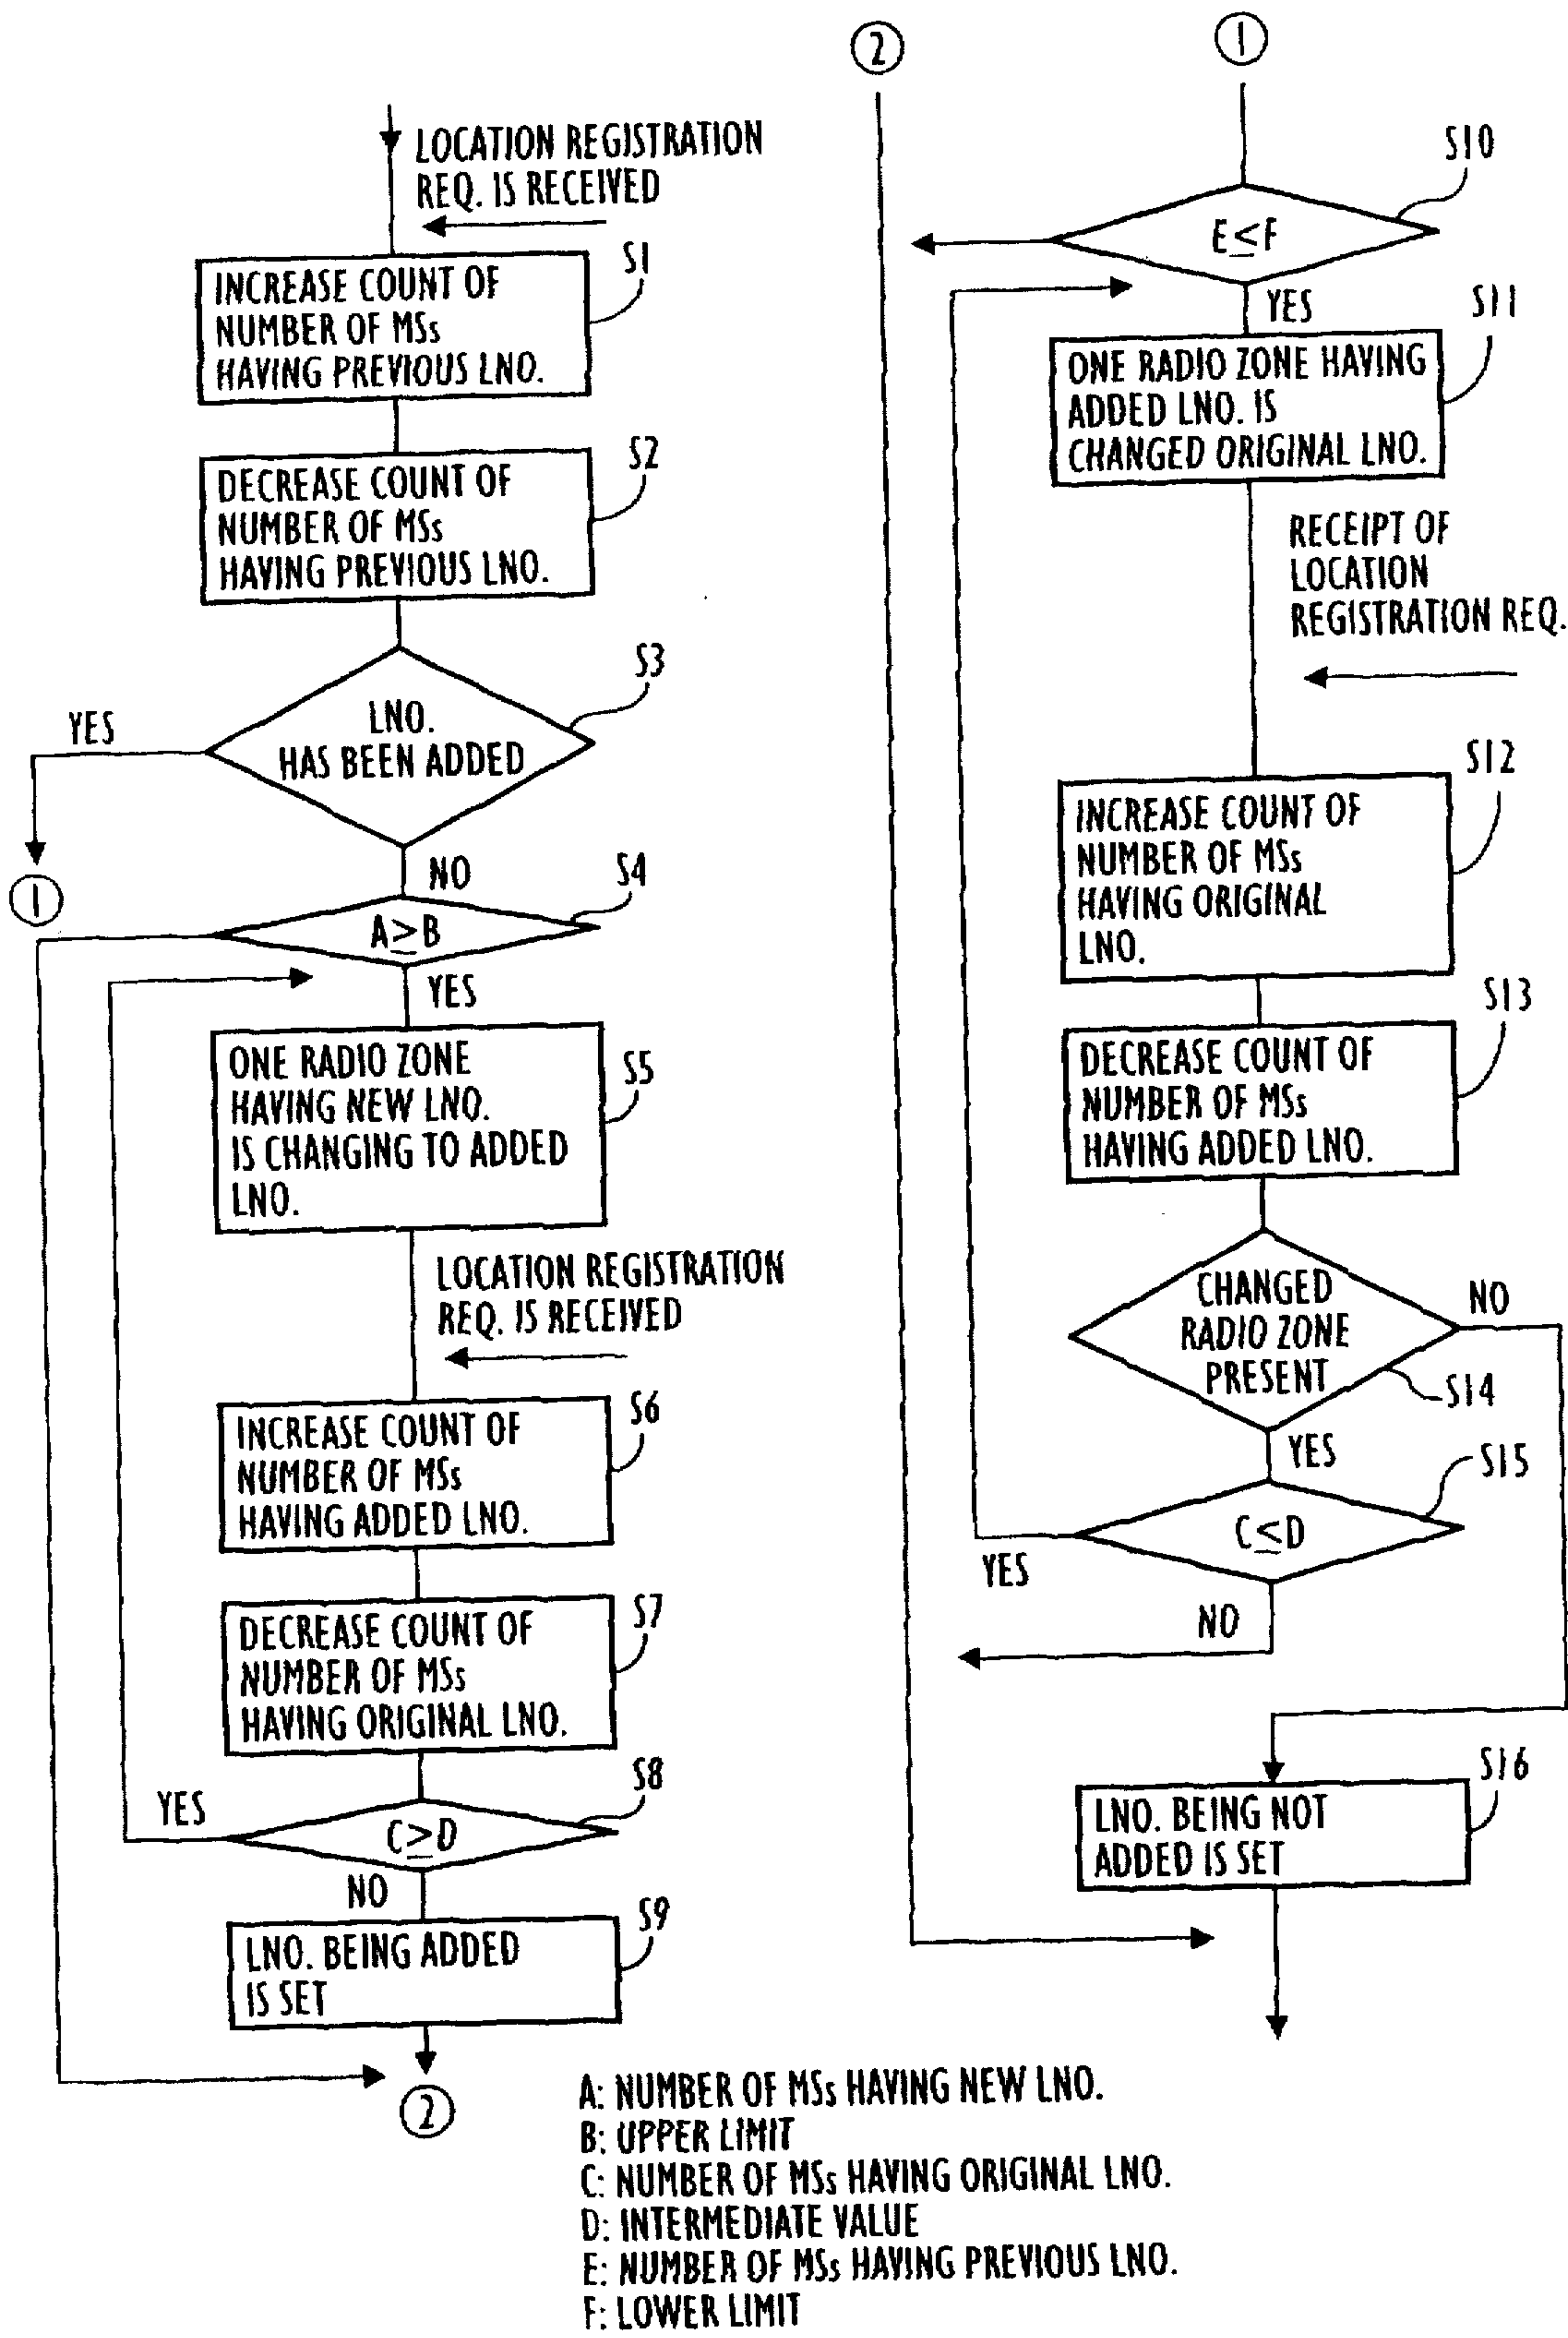 LOCATION REGISTRATION
REQ. IS RECEIVED
S1
INCREASE COUNT OF
NUMBER OF MSs
HAVING PREVIOUS LNO.
S2
DECREASE COUNT OF
NUMBER OF MSs
HAVING PREVIOUS LNO.
S3
LNO.
HAS BEEN ADDED
YES
1
NO
S4
A≥B
YES
S5
ONE RADIO ZONE
HAVING NEW LNO.
IS CHANGING TO ADDED
LNO.
LOCATION REGISTRATION
REQ. IS RECEIVED
S6
INCREASE COUNT OF
NUMBER OF MSs
HAVING ADDED LNO.
S7
DECREASE COUNT OF
NUMBER OF MSs
HAVING ORIGINAL LNO.
S8
YES
C≥D
NO
S9
LNO. BEING ADDED
IS SET
2
2
1
S10
E≤F
YES
S11
ONE RADIO ZONE HAVING
ADDED LNO. IS
CHANGED ORIGINAL LNO.
RECEIPT OF
LOCATION
REGISTRATION REQ.
S12
INCREASE COUNT OF
NUMBER OF MSs
HAVING ORIGINAL
LNO.
S13
DECREASE COUNT OF
NUMBER OF MSs
HAVING ADDED LNO.
CHANGED
RADIO ZONE
PRESENT
NO
S14
YES
S15
C≤D
YES
NO
S16
LNO. BEING NOT
ADDED IS SET
A: NUMBER OF MSs HAVING NEW LNO.
B: UPPER LIMIT
C: NUMBER OF MSs HAVING ORIGINAL LNO.
D: INTERMEDIATE VALUE
E: NUMBER OF MSs HAVING PREVIOUS LNO.
F: LOWER LIMIT